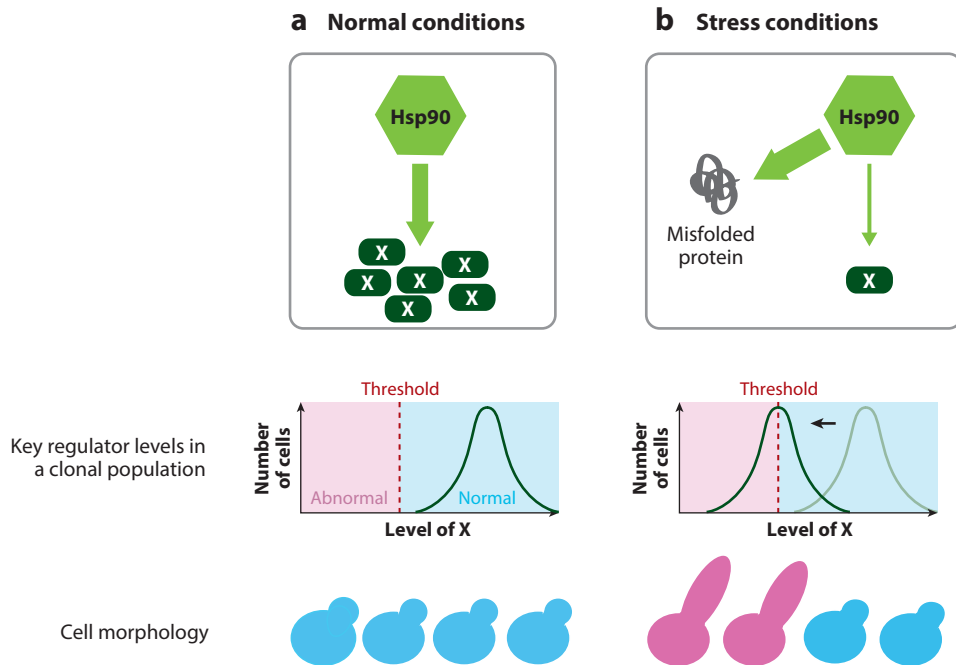 a Normal conditions
Hsp90
X
X
X
X
X
X
b Stress conditions
Hsp90
Misfolded
protein
X
Key regulator levels in
a clonal population
Number
of cells
Threshold
Abnormal
Normal
Level of X
Number
of cells
Threshold
Level of X
Cell morphology